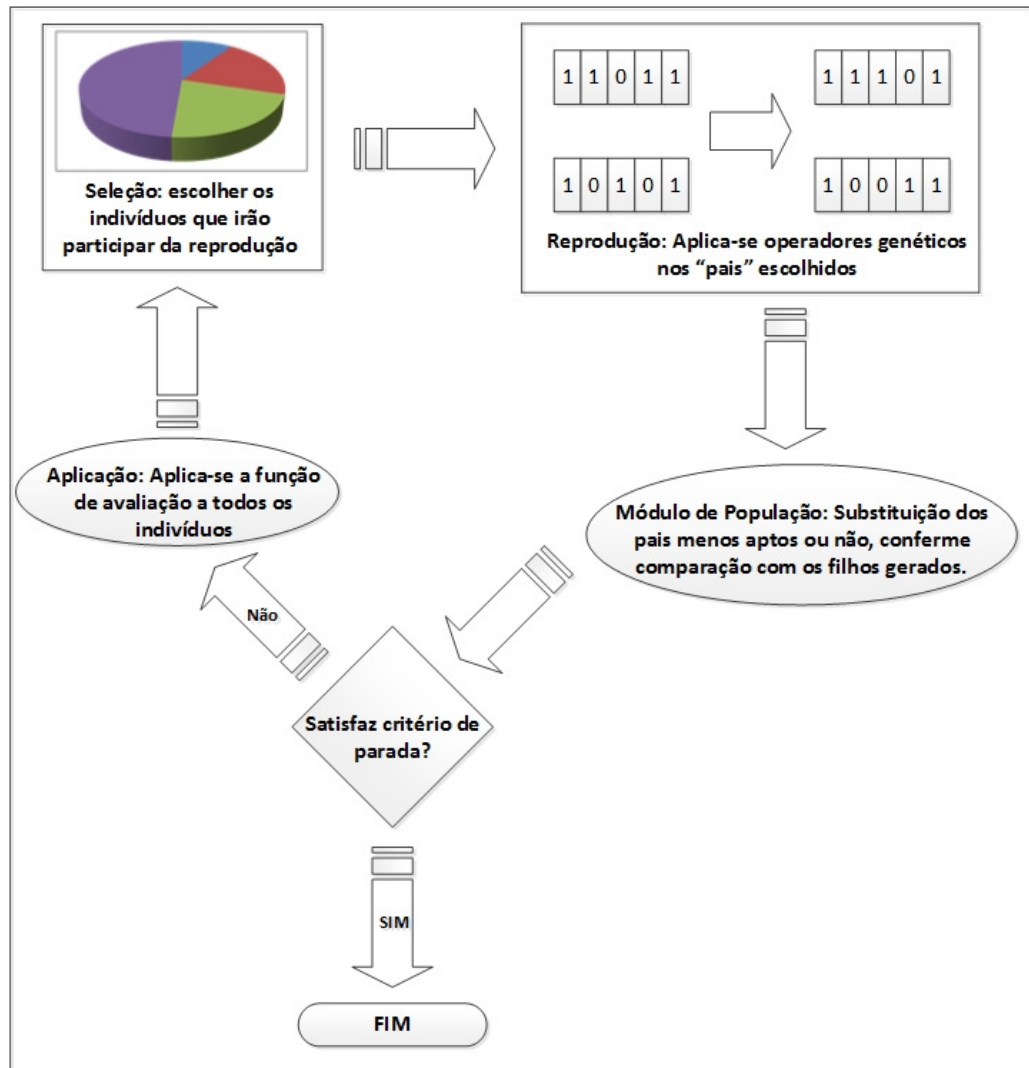 Seleção: escolher os
indivíduos que irão
participar da reprodução
1 1 0 1 1
1 1 1 0 1
1 0 1 0 1
1 0 0 1 1
Reprodução: Aplica-se operadores genéticos
nos “pais” escolhidos
Aplicação: Aplica-se a função
de avaliação a todos os
indivíduos
Módulo de População: Substituição dos
pais menos aptos ou não, conferme
comparação com os filhos gerados.
Não
Satisfaz critério de
parada?
SIM
FIM